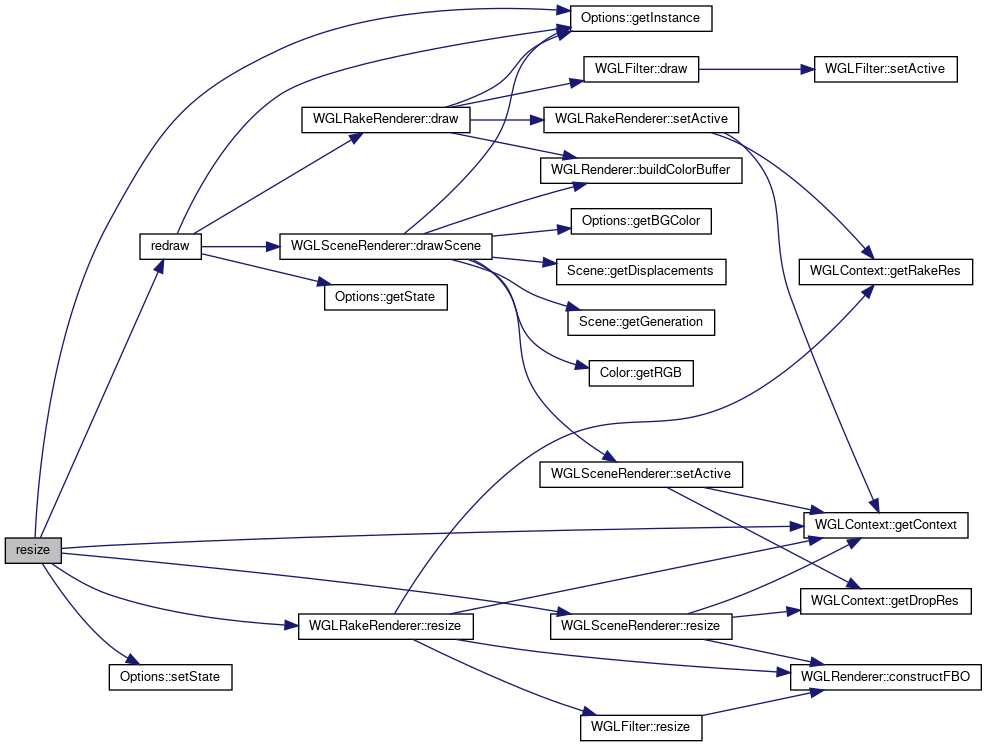 Options::getInstance
WGLFilter::draw
WGLFilter::setActive
WGLRakeRenderer::draw
WGLRakeRenderer::setActive
WGLRenderer::buildColorBuffer
Options::getBGColor
redraw
WGLSceneRenderer::drawScene
Scene::getDisplacements
WGLContext::getRakeRes
Options::getState
Scene::getGeneration
Color::getRGB
WGLSceneRenderer::setActive
WGLContext::getContext
resize
WGLContext::getDropRes
WGLRakeRenderer::resize
WGLSceneRenderer::resize
Options::setState
WGLRenderer::constructFBO
WGLFilter::resize